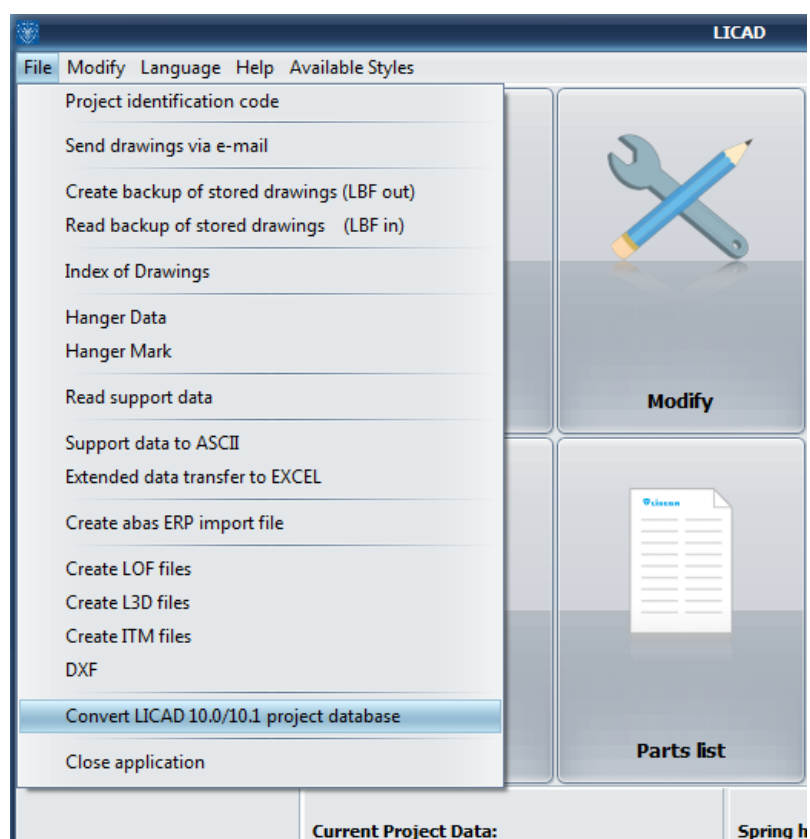 LICAD
File Modify Language Help Available Styles
Project identification code
Send drawings via e-mail
Create backup of stored drawings (LBF out)
Read backup of stored drawings (LBF in)
Index of Drawings
Hanger Data
Hanger Mark
Read support data
Support data to ASCII
Extended data transfer to EXCEL
Create abas ERP import file
Create LOF files
Create L3D files
Create ITM files
DXF
Convert LICAD 10.0/10.1 project database
Close application
Modify
Lisega
Parts list
Current Project Data:
Spring h